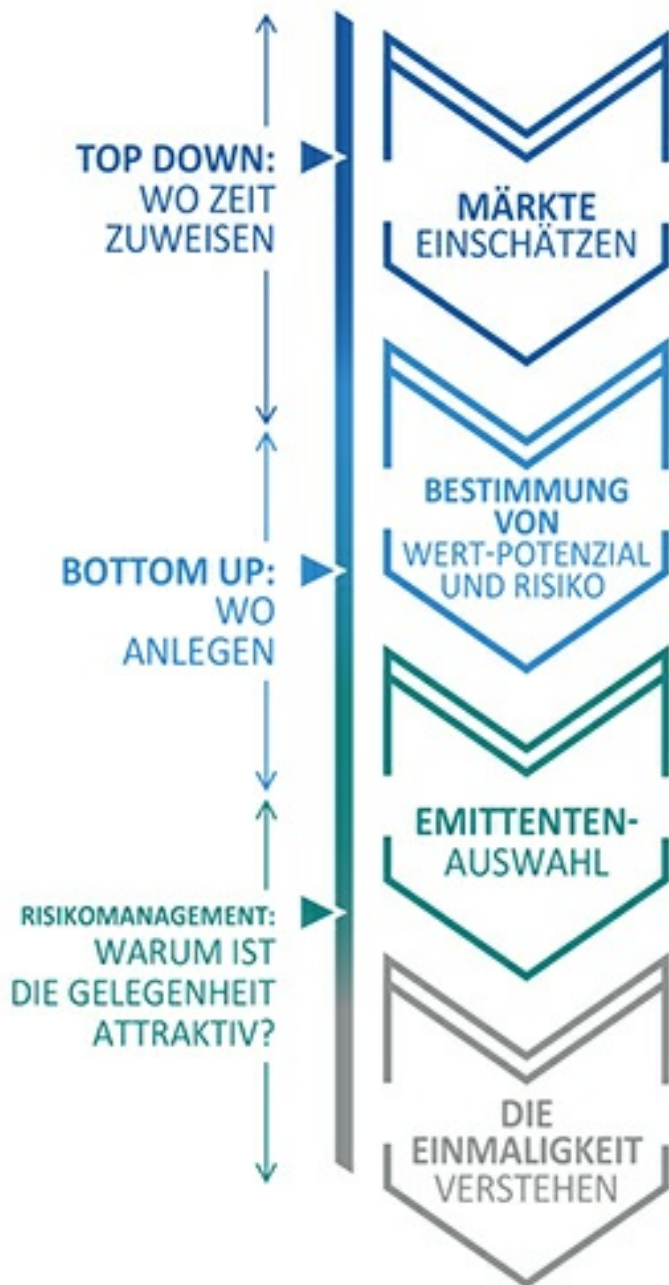 TOP DOWN:
WO ZEIT
ZUWEISEN
MÄRKTE
EINSCHÄTZEN
BOTTOM UP:
WO
ANLEGEN
BESTIMMUNG
VON
WERT-POTENZIAL
UND RISIKO
EMITTENTEN-
AUSWAHL
RISIKOMANAGEMENT:
WARUM IST
DIE GELEGENHEIT
ATTRAKTIV?
DIE
EINMALIGKEIT
VERSTEHEN